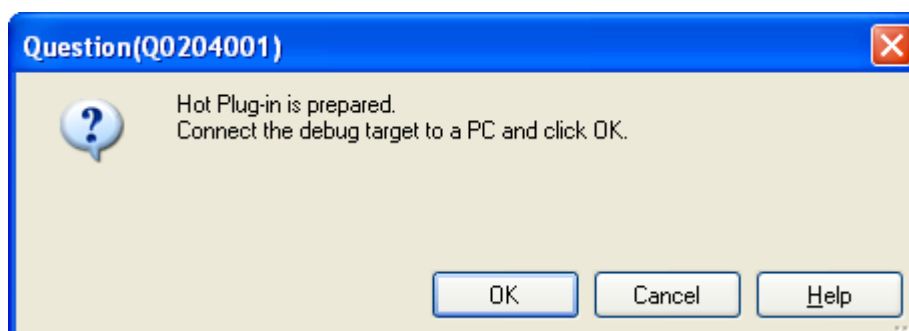 Question(Q0204001)
Hot Plug-in is prepared.
Connect the debug target to a PC and click OK.
OK
Cancel
Help